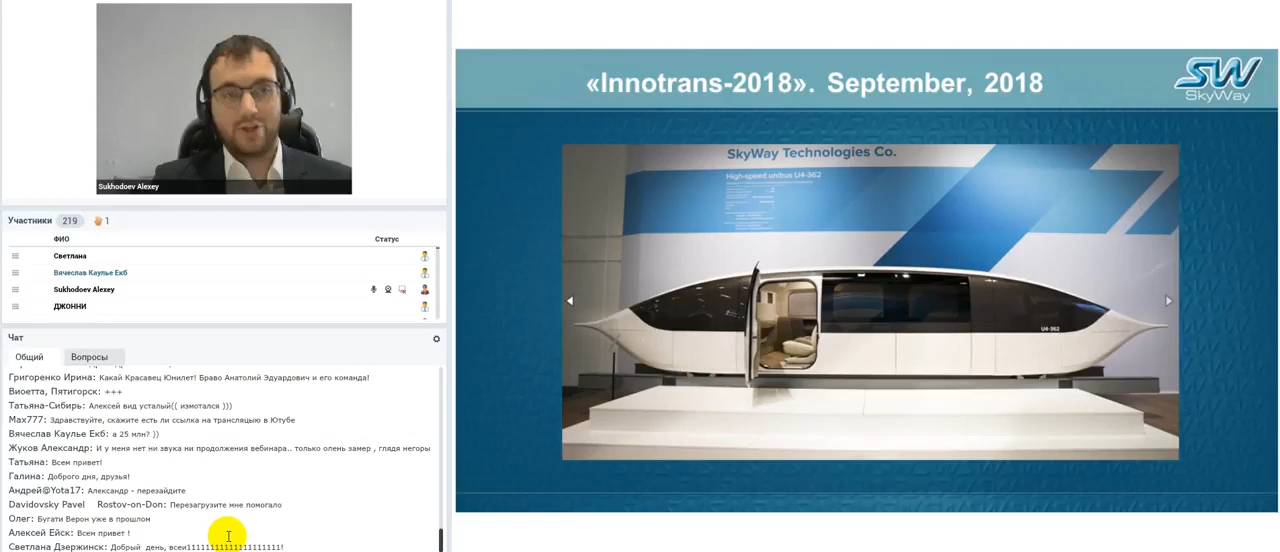 Sukhodoev Alexey
Участники 219 1
ФИО Статус
Светлана
Вячеслав Каулье Екб
Sukhodoev Alexey
ДЖОННИ
Чат
Общий Вопросы
Григоренко Ирина: Какай Красавец Юнилет! Браво Анатолий Эдуардович и его команда!
Виоетта, Пятигорск: +++
Татьяна-Сибирь: Алексей вид усталый(( измотался )))
Max777: Здравствуйте, скажите есть ли ссылка на трансляцыю в Ютубе
Вячеслав Каулье Екб: а 25 млн? ))
Жуков Александр: И у меня нет ни звука ни продолжения вебинара.. только олень замер , глядя негоры
Татьяна: Всем привет!
Галина: Доброго дня, друзья!
Андрей@Yota17: Александр - перезайдите
Davidovsky Pavel Rostov-on-Don: Перезагрузите мне помогало
Олег: Бугати Верон уже в прошлом
Алексей Ейск: Всем привет !
Светлана Дзержинск: Добрый день, всеи11111111111111111111!
«Innotrans-2018». September, 2018
SW
SkyWay
SkyWay Technologies Co.
High-speed unibus U4-362
U4-362